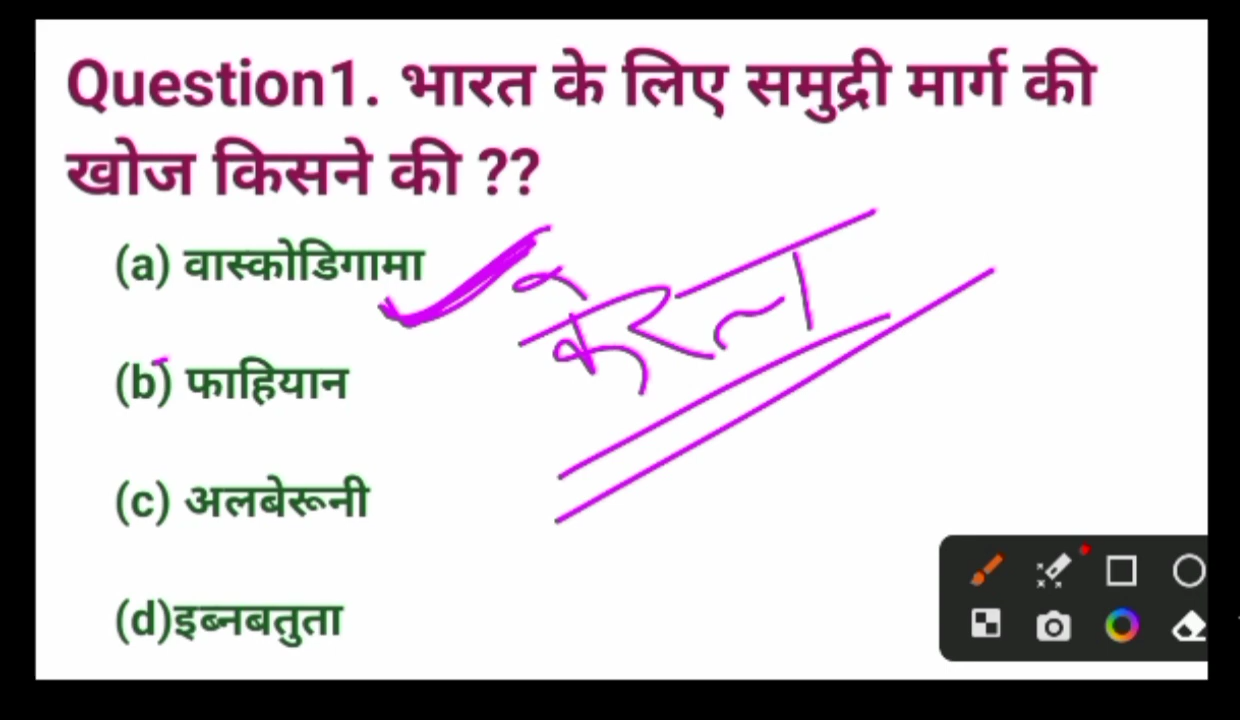 Question1. भारत के लिए समुद्री मार्ग की
खोज किसने की ??
(a) वास्कोडिगामा
केरल
(b) फाहियान
(c) अलबेरूनी
(d)इब्नबतुता